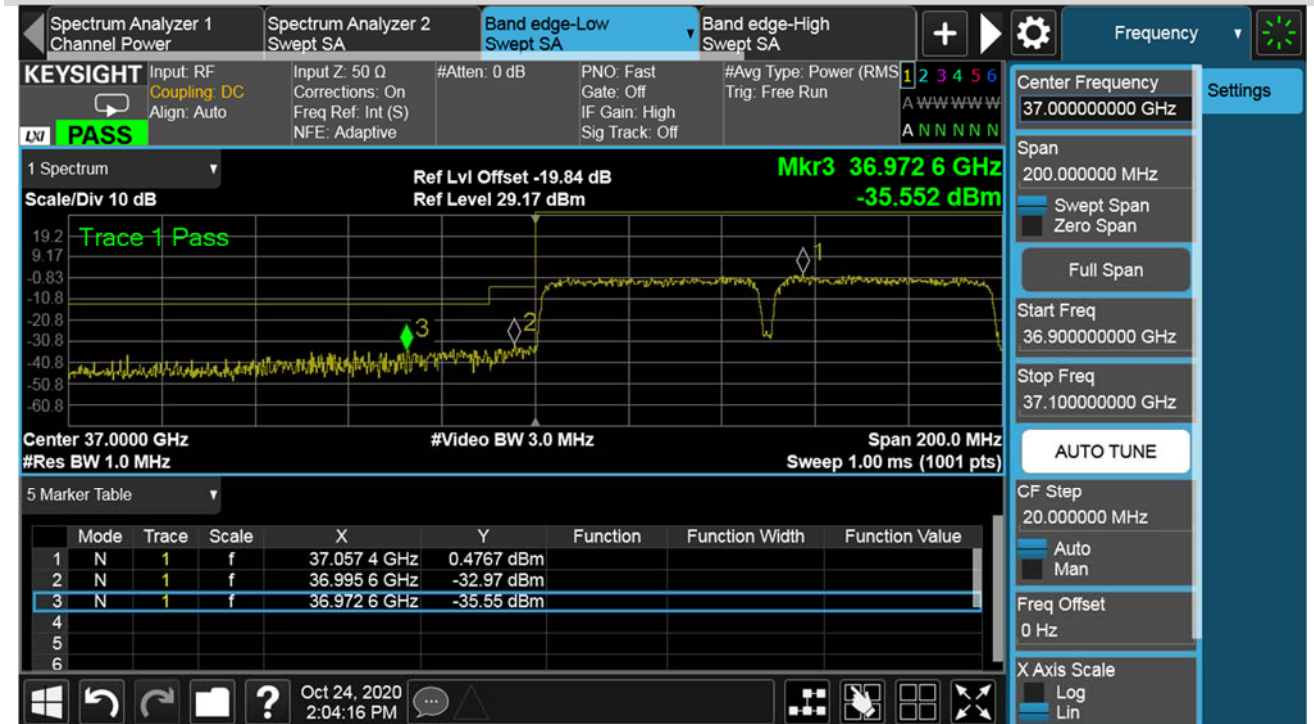 Spectrum Analyzer 1
Channel Power
Spectrum Analyzer 2
Swept SA
Band edge-Low
Swept SA
Band edge-High
Swept SA
Frequency
KEYSIGHT
LXI
PASS
Input: RF
Coupling: DC
Align: Auto
Input Z: 50 Ω
Corrections: On
Freq Ref: Int (S)
NFE: Adaptive
#Atten: 0 dB
PNO: Fast
Gate: Off
IF Gain: High
Sig Track: Off
#Avg Type: Power (RMS
Trig: Free Run
1 2 3 4 5 6
A W W W W W
A N N N N N
1 Spectrum
Scale/Div 10 dB
Ref Lvl Offset -19.84 dB
Ref Level 29.17 dBm
Mkr3 36.972 6 GHz
-35.552 dBm
Trace 1 Pass
19.2
9.17
-0.83
-10.8
-20.8
-30.8
-40.8
-50.8
-60.8
1
2
3
Center 37.0000 GHz
#Res BW 1.0 MHz
#Video BW 3.0 MHz
Span 200.0 MHz
Sweep 1.00 ms (1001 pts)
5 Marker Table
Mode Trace Scale X Y Function Function Width Function Value
1 N 1 f 37.057 4 GHz 0.4767 dBm
2 N 1 f 36.995 6 GHz -32.97 dBm
3 N 1 f 36.972 6 GHz -35.55 dBm
4
5
6
Oct 24, 2020
2:04:16 PM
Center Frequency
37.000000000 GHz
Span
200.000000 MHz
Swept Span
Zero Span
Full Span
Start Freq
36.900000000 GHz
Stop Freq
37.100000000 GHz
AUTO TUNE
CF Step
20.000000 MHz
Auto
Man
Freq Offset
0 Hz
X Axis Scale
Log
Lin
Settings